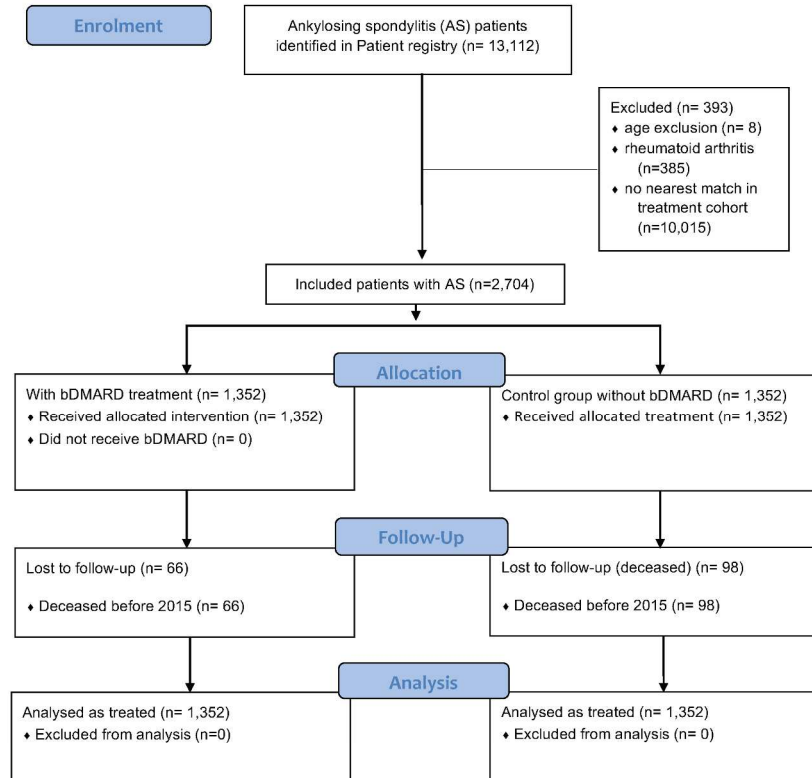 Enrolment
Ankylosing spondylitis (AS) patients
identified in Patient registry (n= 13,112)
Excluded (n= 393)
♦ age exclusion (n= 8)
♦ rheumatoid arthritis
(n=385)
♦ no nearest match in
treatment cohort
(n=10,015)
Included patients with AS (n=2,704)
Allocation
With bDMARD treatment (n= 1,352)
♦ Received allocated intervention (n= 1,352)
♦ Did not receive bDMARD (n= 0)
Control group without bDMARD (n= 1,352)
♦ Received allocated treatment (n= 1,352)
Follow-Up
Lost to follow-up (n= 66)
♦ Deceased before 2015 (n= 66)
Lost to follow-up (deceased) (n= 98)
♦ Deceased before 2015 (n= 98)
Analysis
Analysed as treated (n= 1,352)
♦ Excluded from analysis (n=0)
Analysed as treated (n= 1,352)
♦ Excluded from analysis (n= 0)